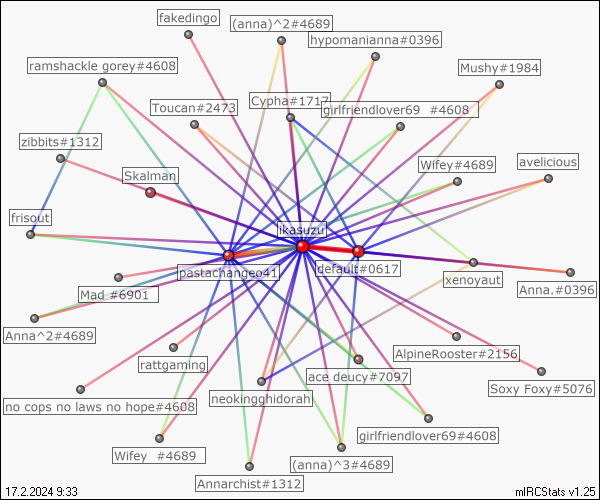 fakedingo
(anna)^2#4689
hypomanianna#0396
ramshackle gorey#4608
Mushy#1984
Toucan#2473
Cypha#1717
girlfriendlover69 #4608
zibbits#1312
Wifey#4689
avelicious
Skalman
frisout
ikasuzu
pastachangeo41
default#0617
xenoyaut
Mad #6901
Anna.#0396
Anna^2#4689
rattgaming
AlpineRooster#2156
ace deucy#7097
Soxy Foxy#5076
no cops no laws no hope#4608
neokingghidorah
Wifey #4689
girlfriendlover69#4608
(anna)^3#4689
Annarchist#1312
17.2.2024 9:33
mIRCStats v1.25